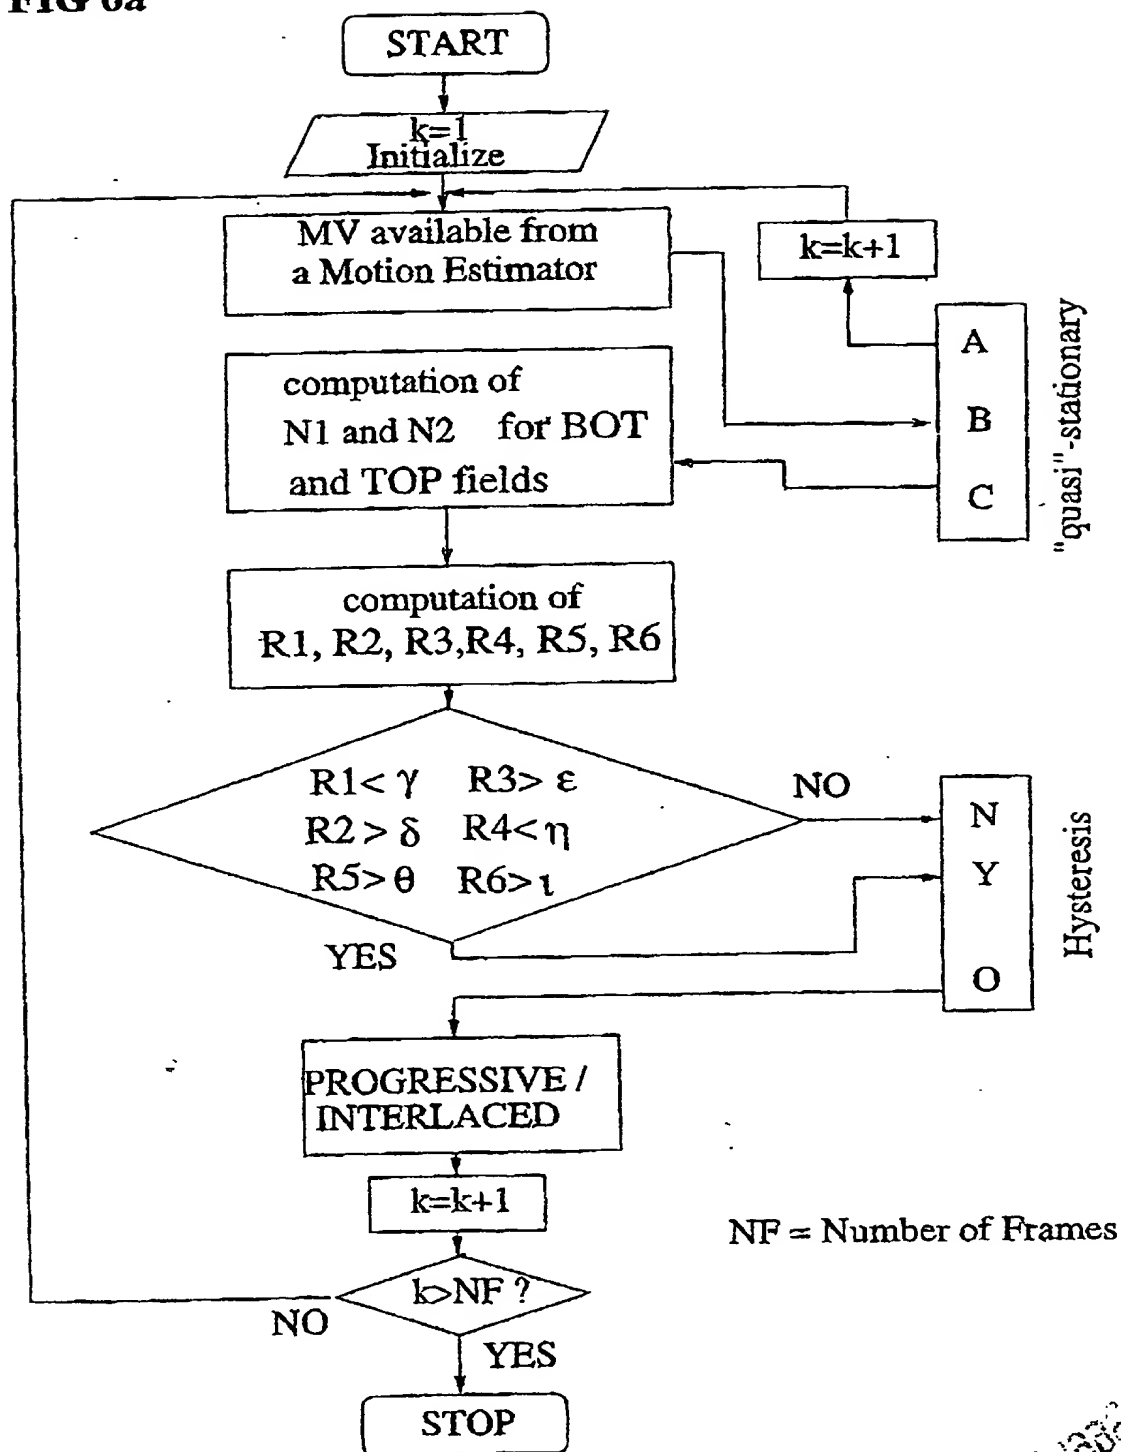 FIG 6a
START
k=1
Initialize
MV available from
a Motion Estimator
k=k+1
A
B
C
"quasi"-stationary
computation of
N1 and N2 for BOT
and TOP fields
computation of
R1, R2, R3,R4, R5, R6
R1< γ R3> ε
R2 > δ R4< η
R5> θ R6> ι
NO
YES
N
Y
O
Hysteresis
PROGRESSIVE /
INTERLACED
k=k+1
NF = Number of Frames
k>NF ?
NO
YES
STOP